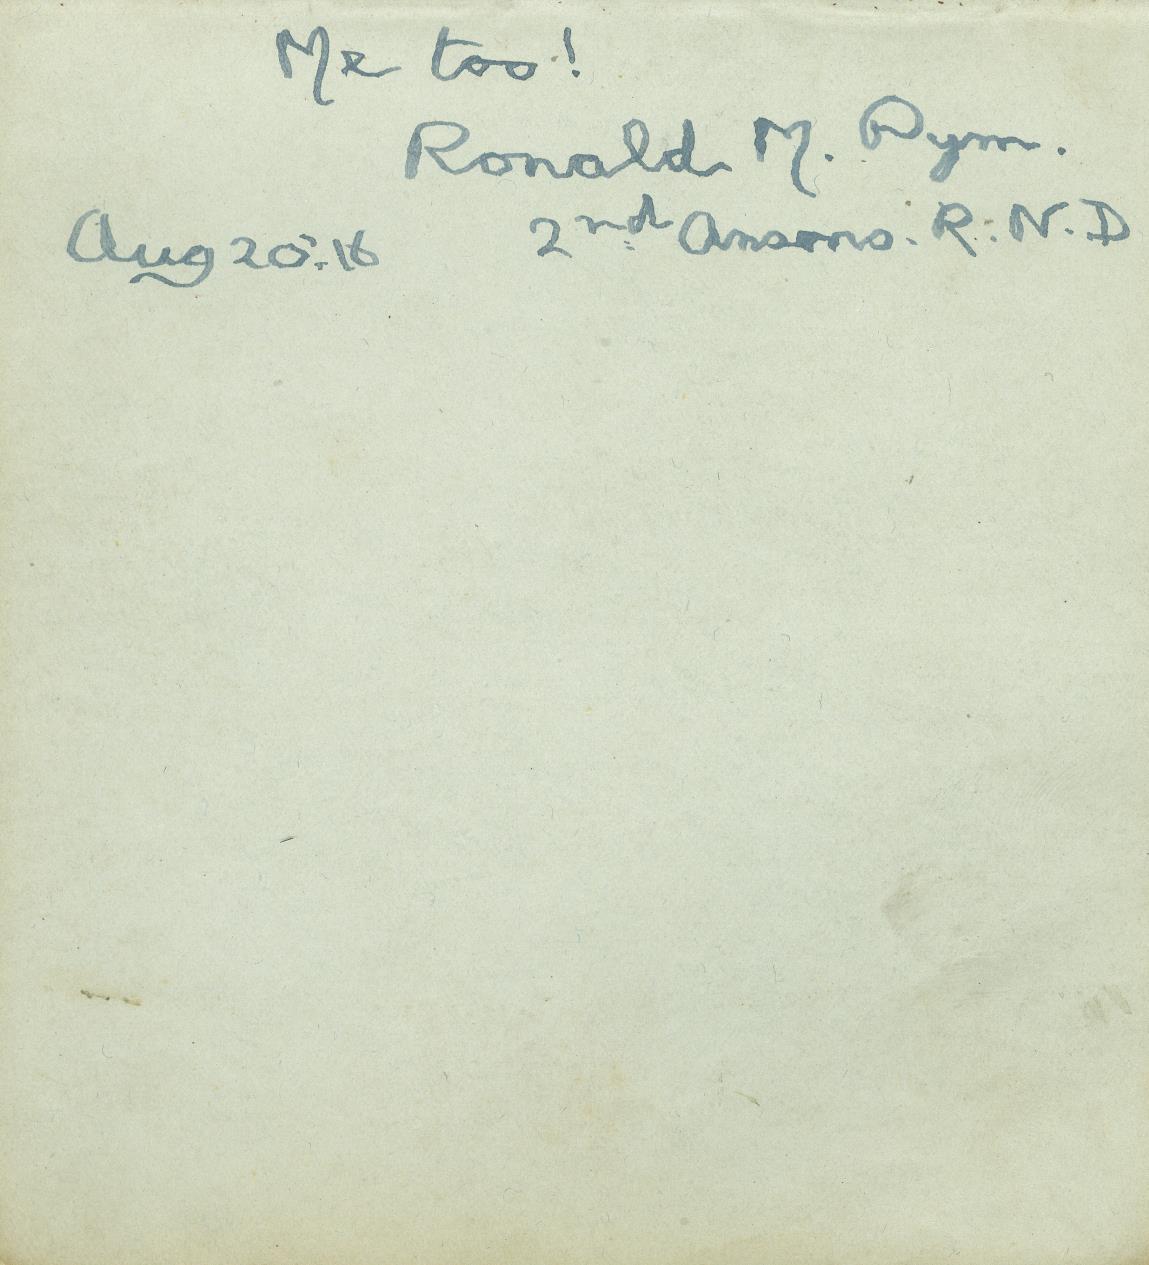 Me too!
Ronald M. Pym.
Aug 20.16 2nd Ansons. R.N.D